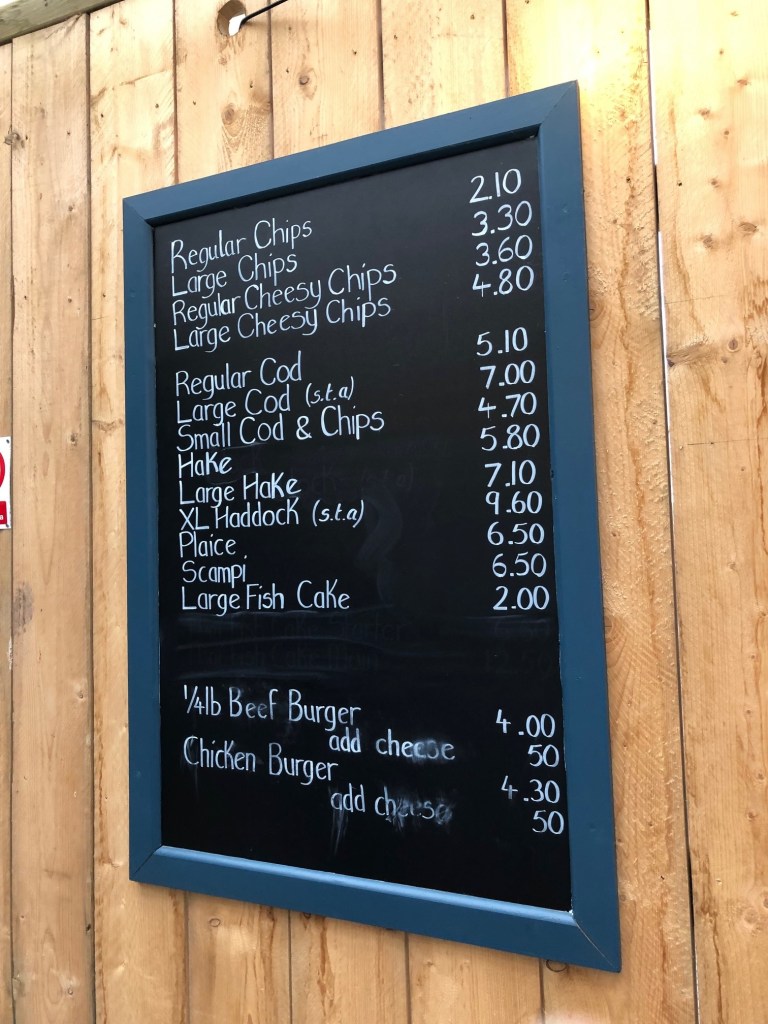 Regular Chips 2.10
Large Chips 3.30
Regular Cheesy Chips 3.60
Large Cheesy Chips 4.80
Regular Cod 5.10
Large Cod (s.t.a) 7.00
Small Cod & Chips 4.70
Hake 5.80
Large Hake 7.10
XL Haddock (s.t.a) 9.60
Plaice 6.50
Scampi 6.50
Large Fish Cake 2.00
1/4lb Beef Burger 4.00
add cheese 50
Chicken Burger 4.30
add cheese 50